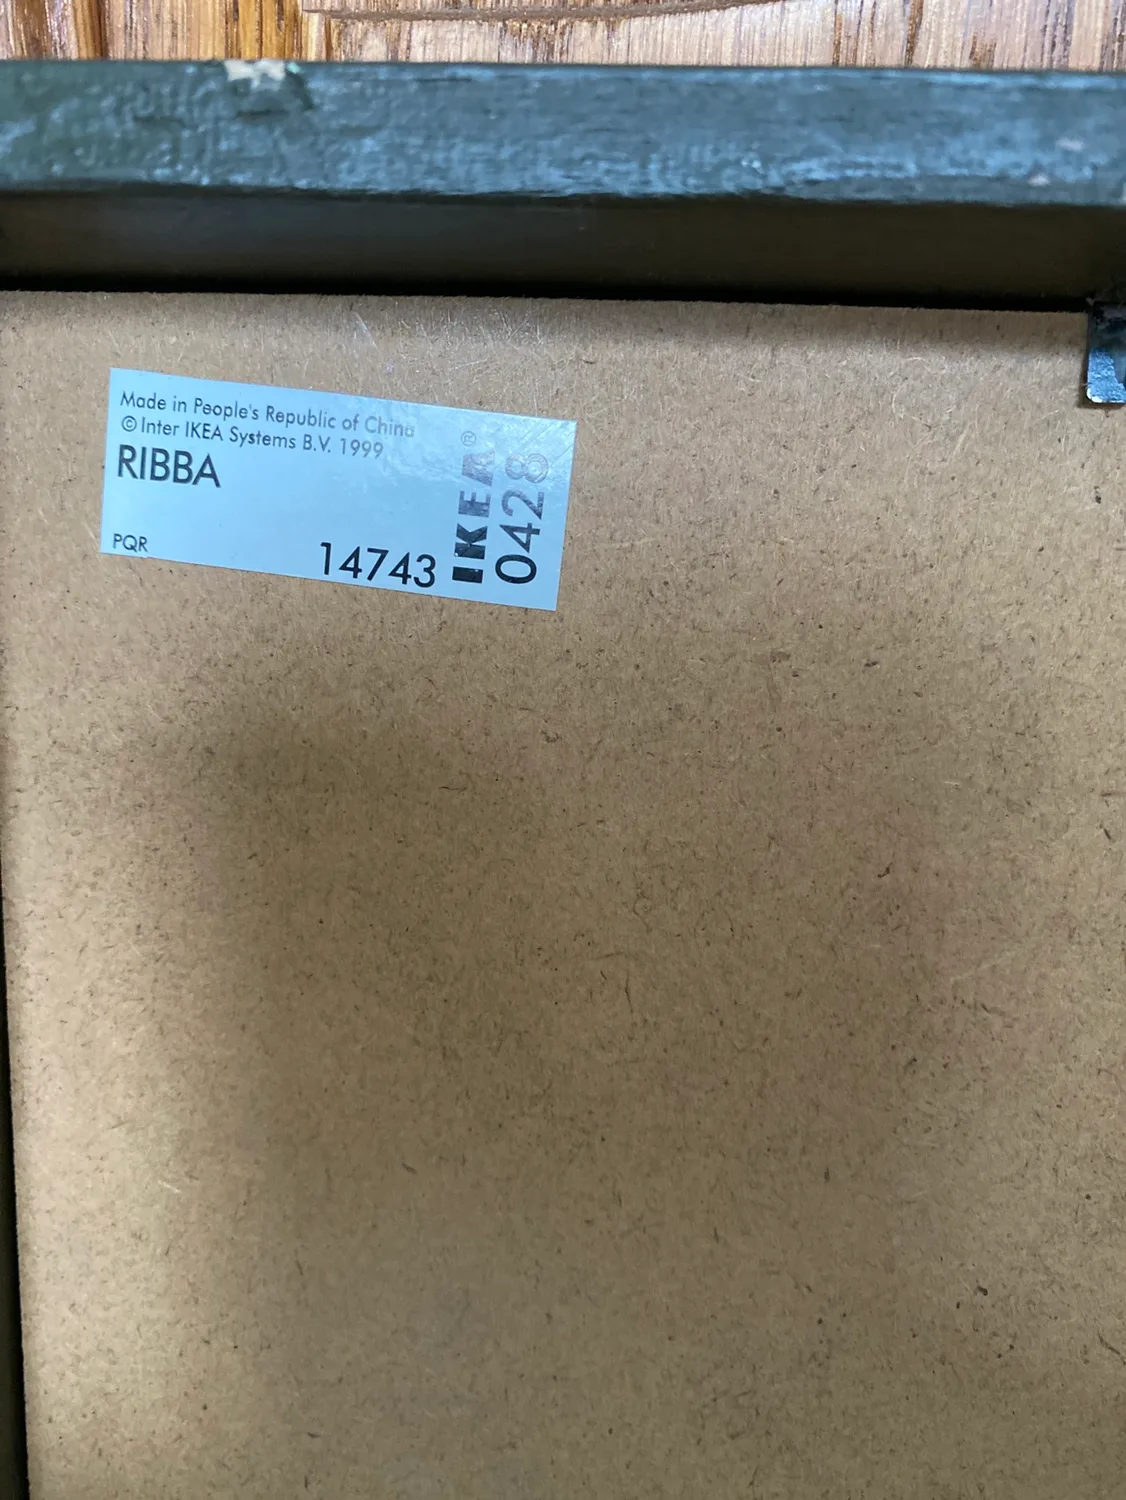 Made in People's Republic of China
© Inter IKEA Systems B.V. 1999
RIBBA
PQR
14743
IKEA®
0428